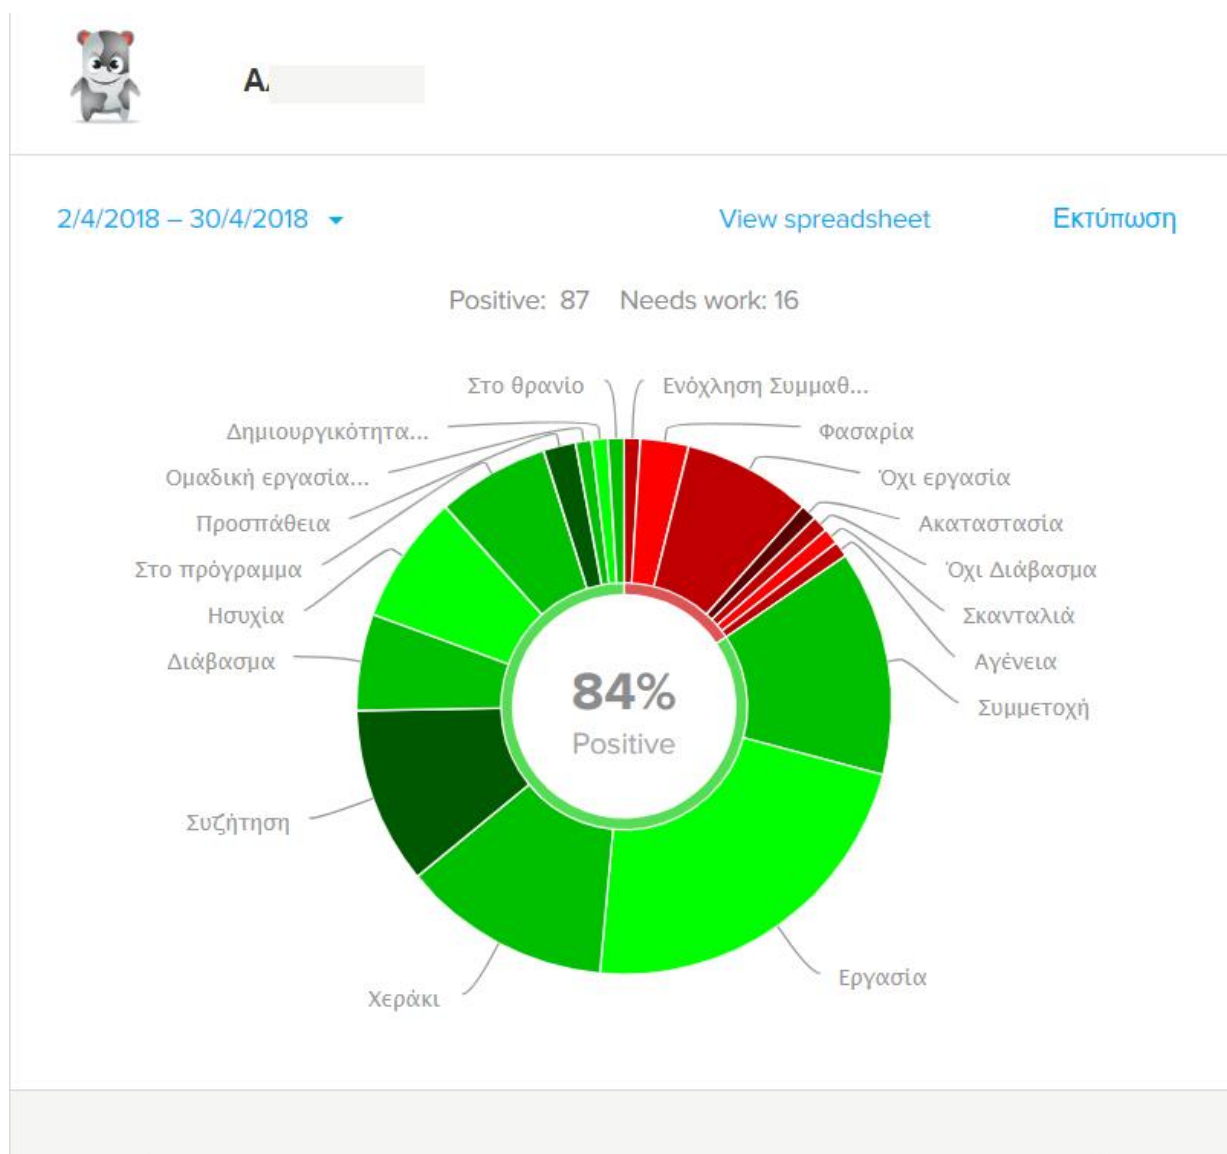 2/4/2018 – 30/4/2018
View spreadsheet
Εκτύπωση
Positive: 87
Needs work: 16
Στο θρανίο
Ενόχληση Συμμαθ...
Δημιουργικότητα...
Φασαρία
Ομαδική εργασία...
Όχι εργασία
Προσπάθεια
Ακαταστασία
Στο πρόγραμμα
Όχι Διάβασμα
Ησυχία
Σκανταλιά
Διάβασμα
Αγένεια
84%
Positive
Συμμετοχή
Συζήτηση
Εργασία
Χεράκι